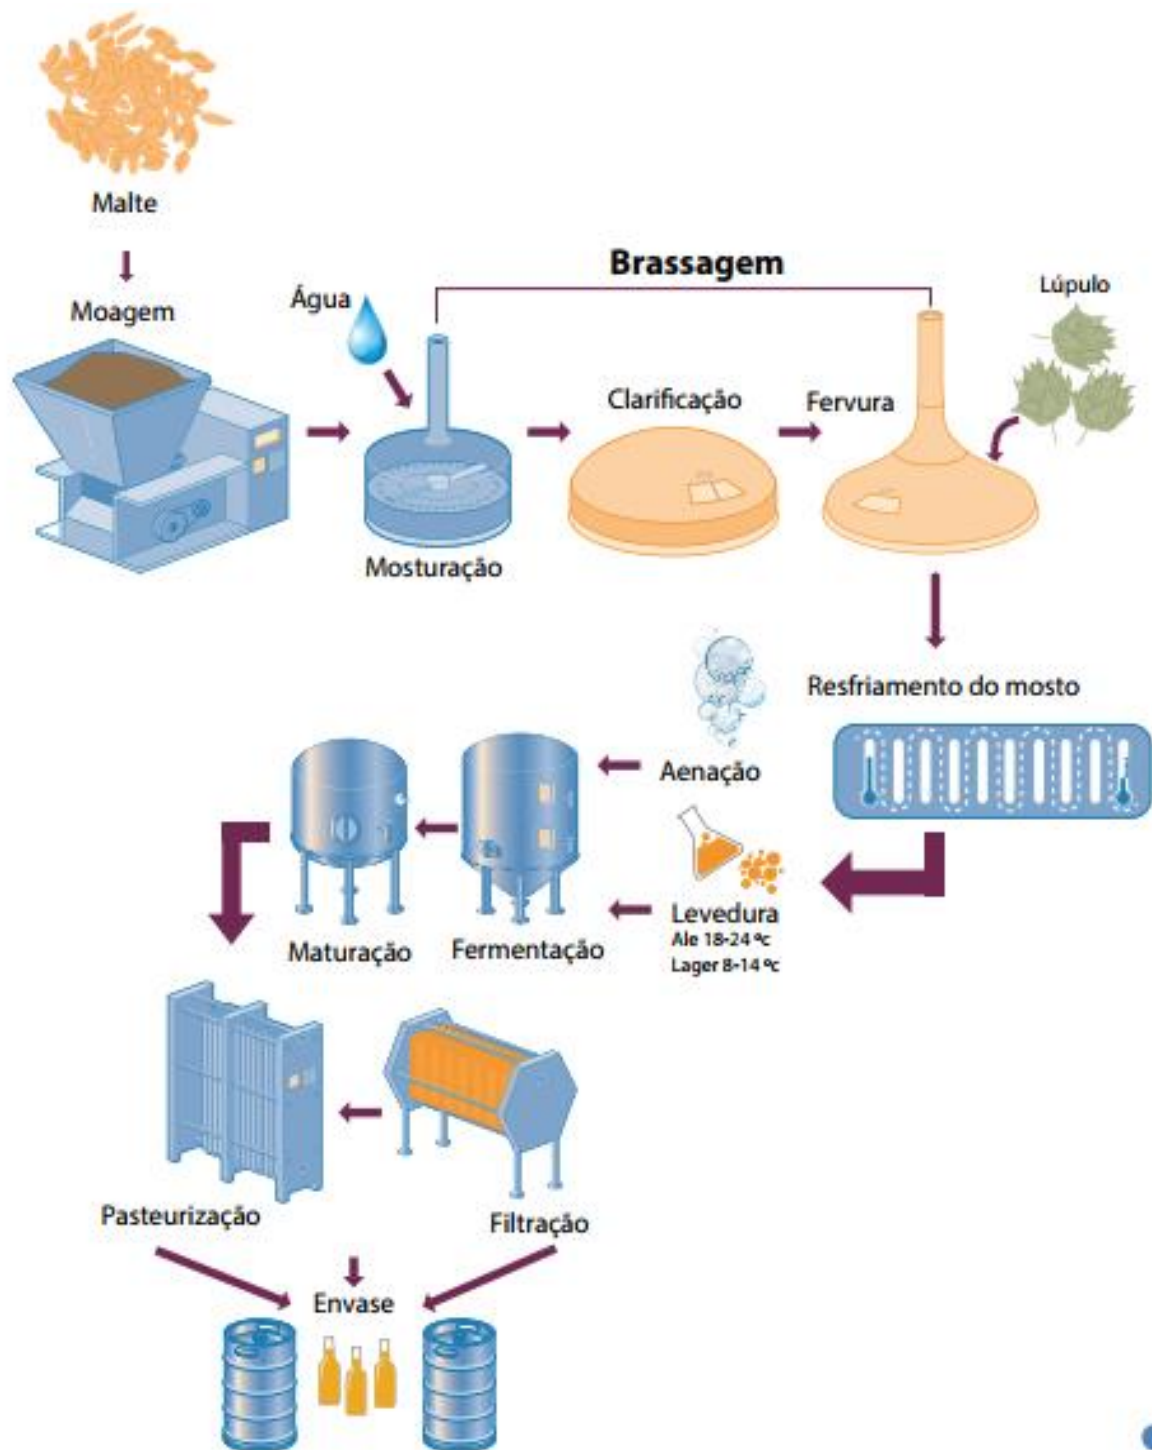 Malte
Moagem
Água
Brassagem
Lúpulo
Clarificação
Fervura
Mosturação
Resfriamento do mosto
Aenação
Levedura
Ale 18-24 ºc
Lager 8-14 ºc
Fermentação
Maturação
Pasteurização
Filtração
Envase